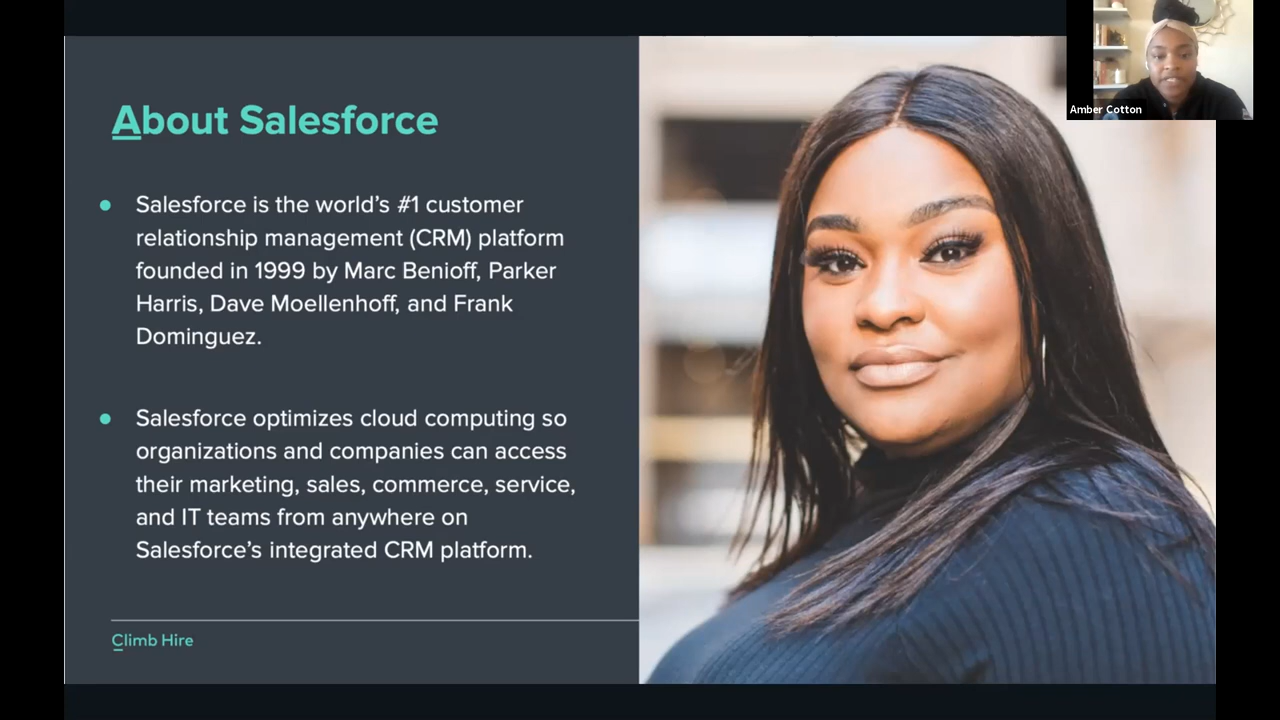 About Salesforce
Salesforce is the world's #1 customer
relationship management (CRM) platform
founded in 1999 by Marc Benioff, Parker
Harris, Dave Moellenhoff, and Frank
Dominguez.
Salesforce optimizes cloud computing so
organizations and companies can access
their marketing, sales, commerce, service,
and IT teams from anywhere on
Salesforce's integrated CRM platform.
Climb Hire
Amber Cotton